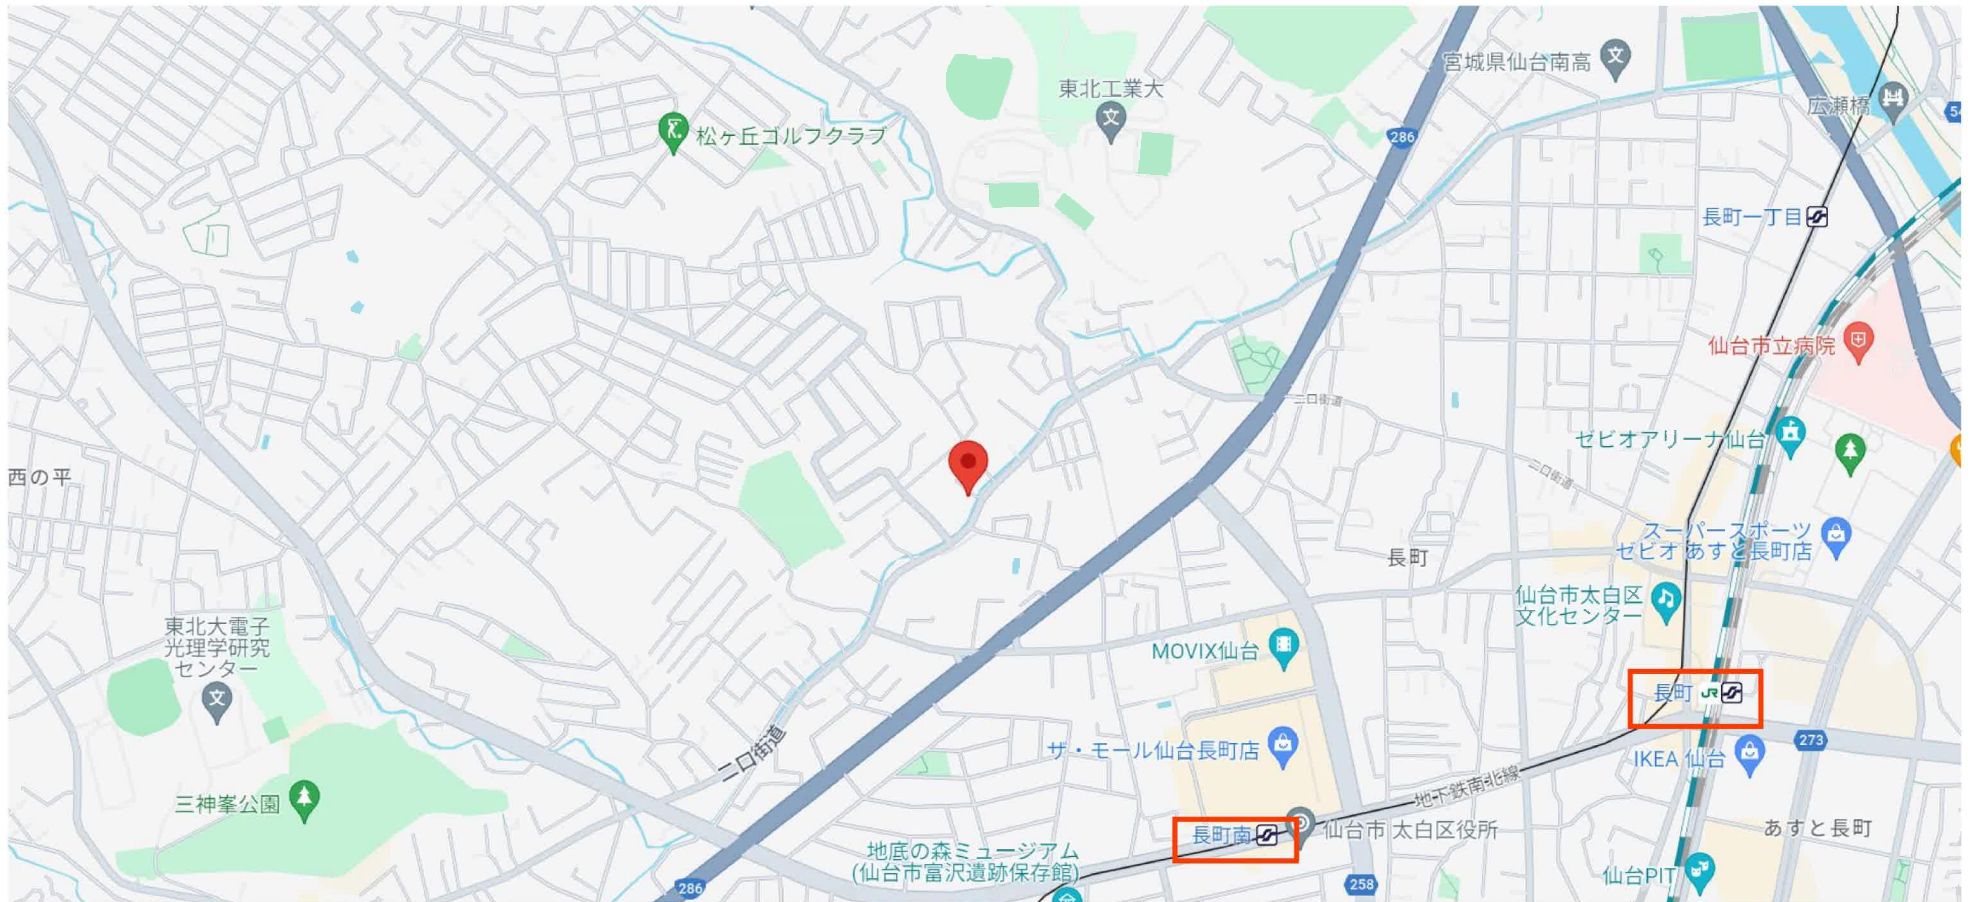 宮城県仙台南高
東北工業大
広瀬橋
54
松ヶ丘ゴルフクラブ
286
長町一丁目
仙台市立病院
二口街道
ゼビオアリーナ仙台
西の平
二口街道
スーパースポーツ
ゼビオ あすと長町店
長町
仙台市太白区
文化センター
東北大電子
光理学研究
センター
MOVIX仙台
長町 JR
二口街道
ザ・モール仙台長町店
273
IKEA 仙台
地下鉄南北線
三神峯公園
長町南
仙台市 太白区役所
あすと長町
地底の森ミュージアム
(仙台市富沢遺跡保存館)
286
258
仙台PIT